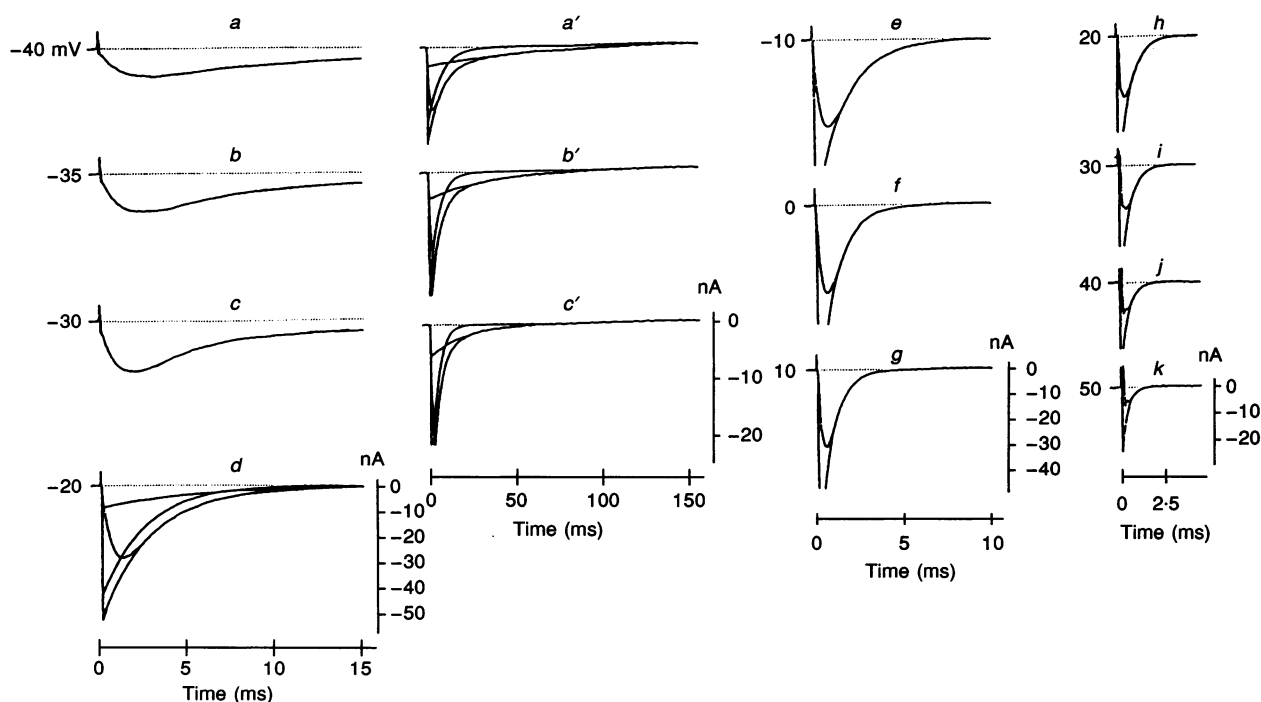 a
−40 mV
b
−35
c
−30
d
−20
nA
0
−10
−20
−30
−40
−50
0 5 10 15
Time (ms)
a′
b′
c′
nA
0
−10
−20
0 50 100 150
Time (ms)
e
−10
f
0
g
10
nA
0
−10
−20
−30
−40
0 5 10
Time (ms)
h
20
i
30
j
40
k
50
nA
0
−10
−20
0 2·5
Time (ms)